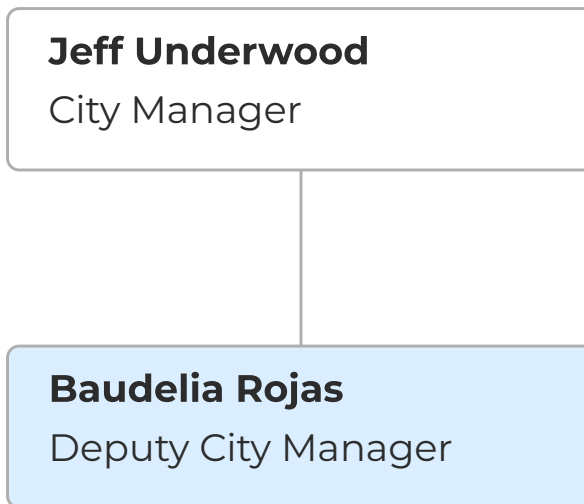 Jeff Underwood
City Manager
Baudelia Rojas
Deputy City Manager